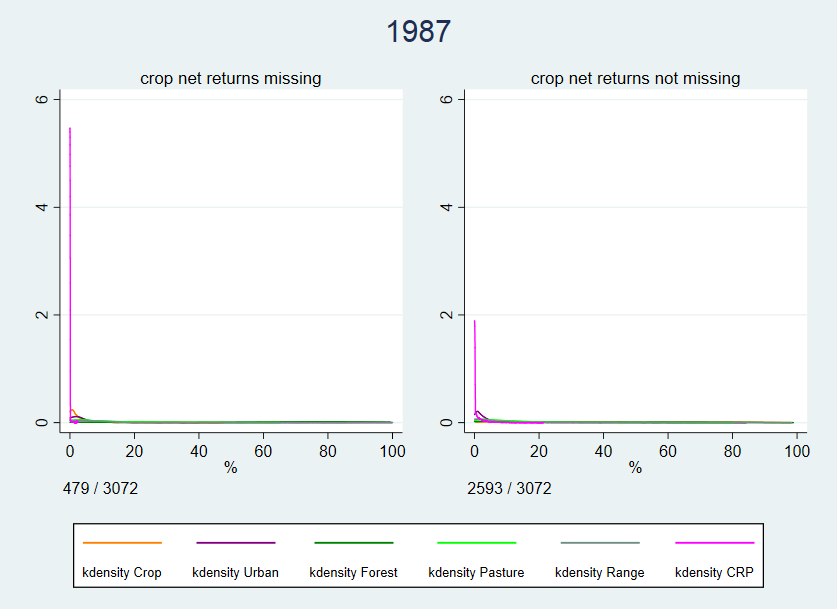 1987
crop net returns missing
crop net returns not missing
6
4
2
0
0 20 40 60 80 100
%
479 / 3072
6
4
2
0
0 20 40 60 80 100
%
2593 / 3072
kdensity Crop
kdensity Urban
kdensity Forest
kdensity Pasture
kdensity Range
kdensity CRP